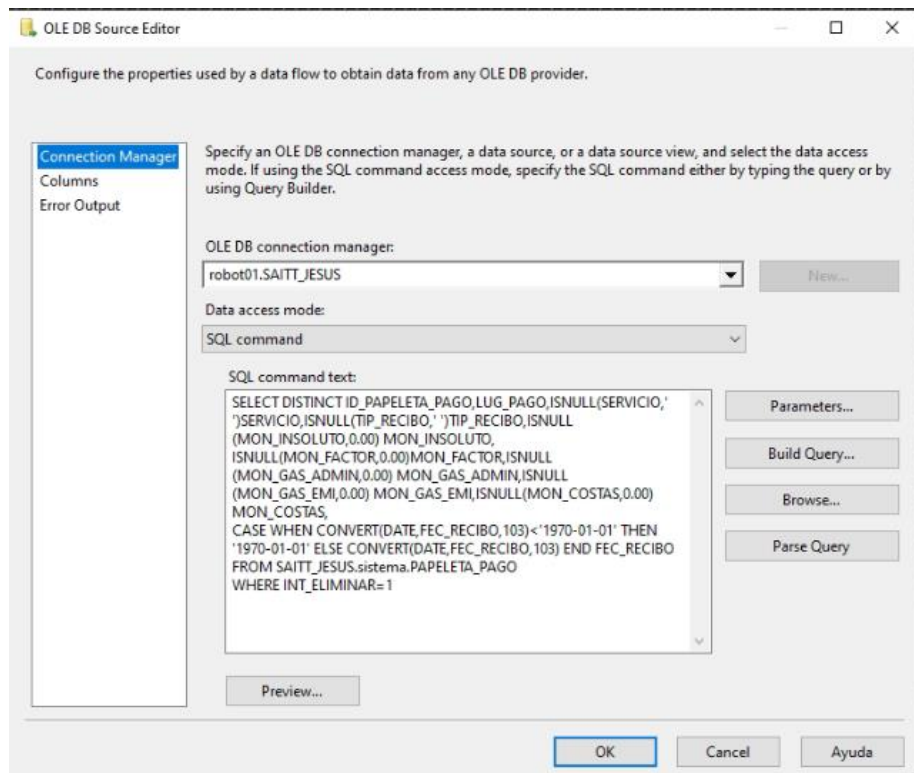 OLE DB Source Editor
Configure the properties used by a data flow to obtain data from any OLE DB provider.
Connection Manager
Columns
Error Output
Specify an OLE DB connection manager, a data source, or a data source view, and select the data access
mode. If using the SQL command access mode, specify the SQL command either by typing the query or by
using Query Builder.
OLE DB connection manager:
robot01.SAITT_JESUS
New...
Data access mode:
SQL command
SQL command text:
SELECT DISTINCT ID_PAPELETA_PAGO,LUG_PAGO,ISNULL(SERVICIO,'
')SERVICIO,ISNULL(TIP_RECIBO,' ')TIP_RECIBO,ISNULL
(MON_INSOLUTO,0.00) MON_INSOLUTO,
ISNULL(MON_FACTOR,0.00)MON_FACTOR,ISNULL
(MON_GAS_ADMIN,0.00) MON_GAS_ADMIN,ISNULL
(MON_GAS_EMI,0.00) MON_GAS_EMI,ISNULL(MON_COSTAS,0.00)
MON_COSTAS,
CASE WHEN CONVERT(DATE,FEC_RECIBO,103)<'1970-01-01' THEN
'1970-01-01' ELSE CONVERT(DATE,FEC_RECIBO,103) END FEC_RECIBO
FROM SAITT_JESUS.sistema.PAPELETA_PAGO
WHERE INT_ELIMINAR=1
Parameters...
Build Query...
Browse...
Parse Query
Preview...
OK
Cancel
Ayuda